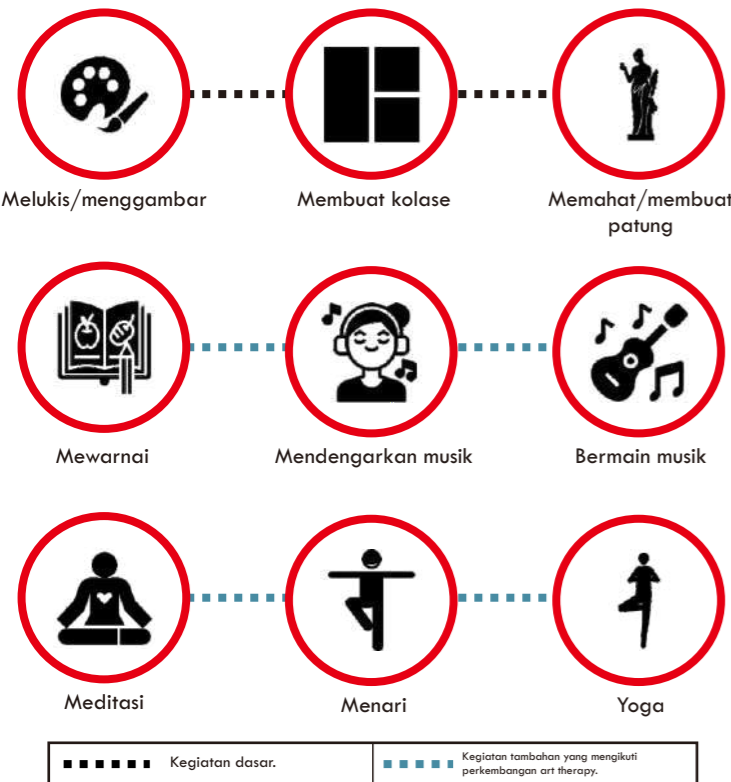 Melukis/menggambar
Membuat kolase
Memahat/membuat
patung
Mewarnai
Mendengarkan musik
Bermain musik
Meditasi
Menari
Yoga
Kegiatan dasar.
Kegiatan tambahan yang mengikuti
perkembangan art therapy.